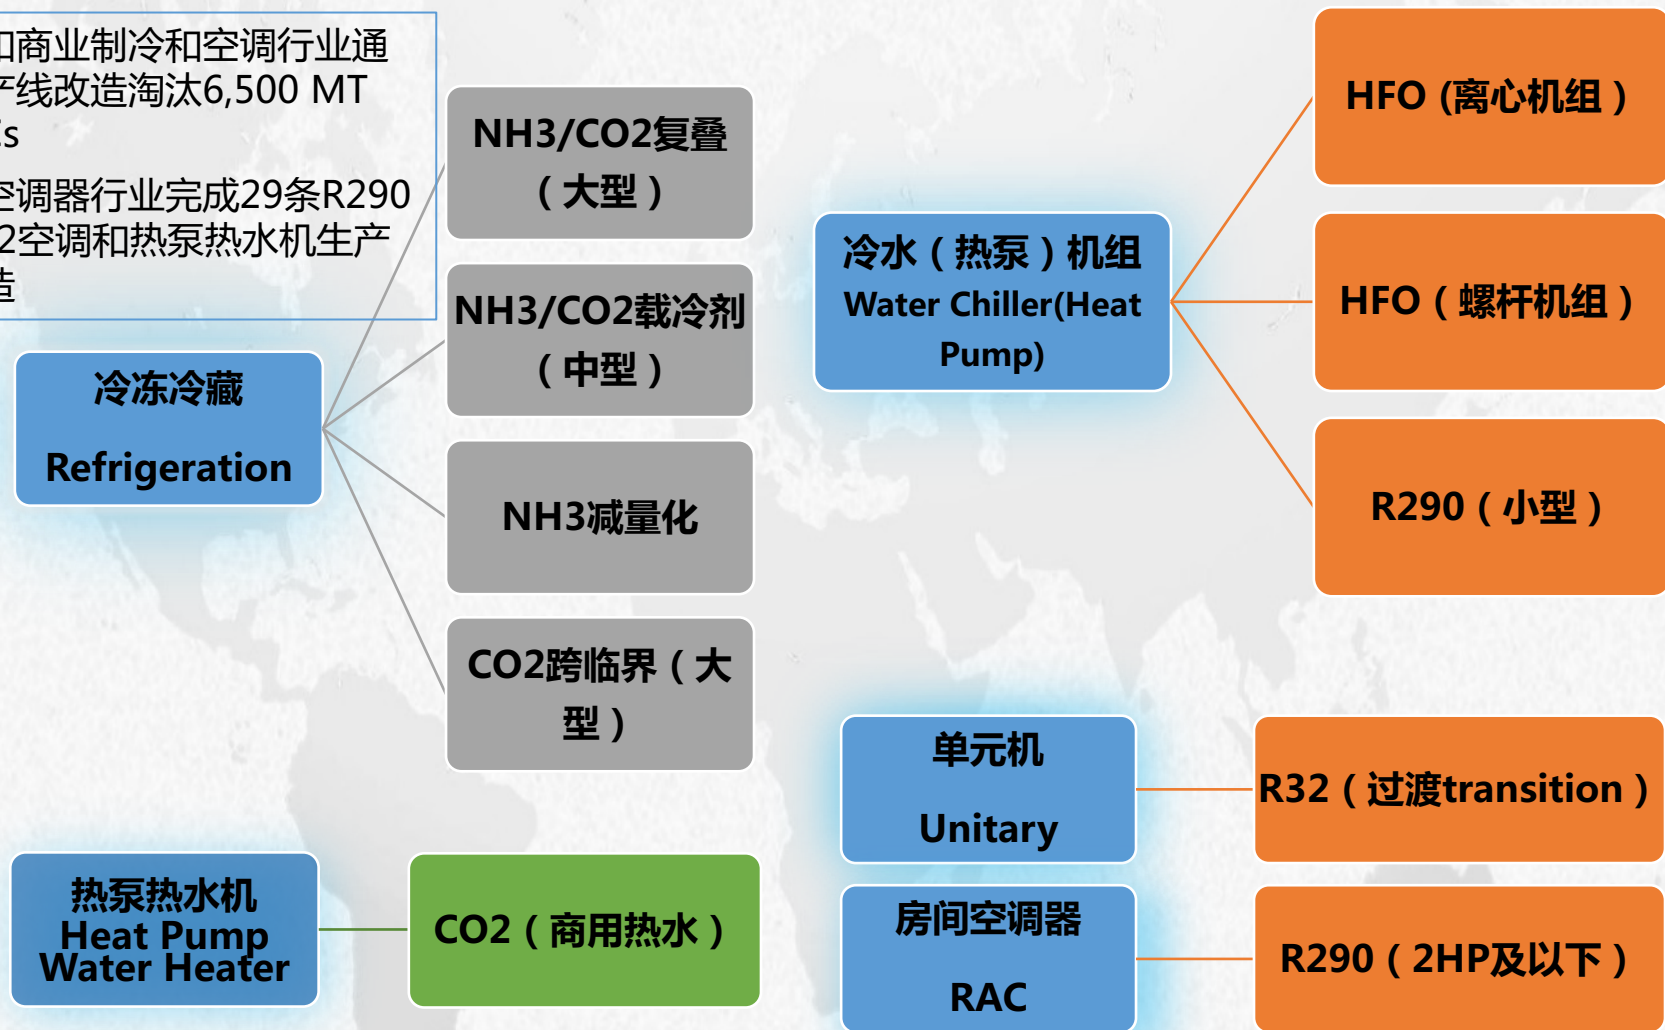 和商业制冷和空调行业通
产线改造淘汰6,500 MT
Cs
空调器行业完成29条R290
2空调和热泵热水机生产
造
冷冻冷藏
Refrigeration
NH3/CO2复叠
（大型）
NH3/CO2载冷剂
（中型）
NH3减量化
CO2跨临界（大
型）
热泵热水机
Heat Pump
Water Heater
CO2（商用热水）
冷水（热泵）机组
Water Chiller(Heat
Pump)
HFO (离心机组）
HFO（螺杆机组）
R290（小型）
单元机
Unitary
R32（过渡transition）
房间空调器
RAC
R290（2HP及以下）